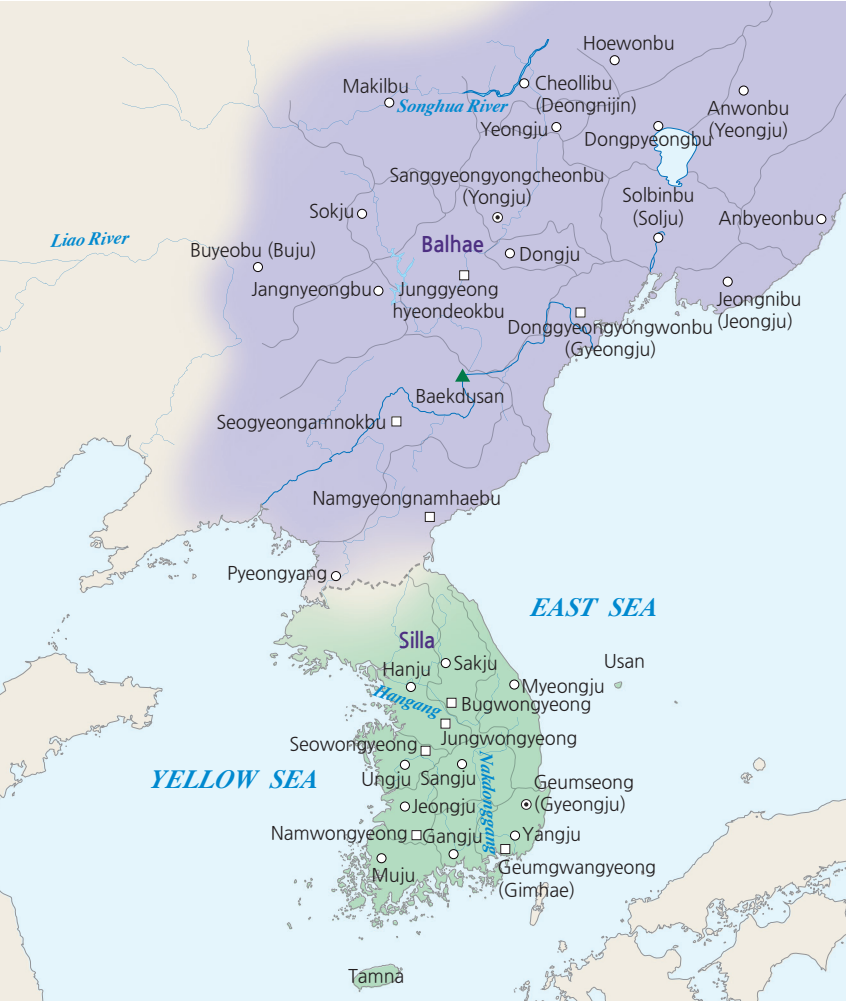 Hoewonbu
Makilbu
Cheollibu
(Deongnijin)
Songhua River
Anwonbu
(Yeongju)
Yeongju
Dongpyeongbu
Sanggyeongyongcheonbu
(Yongju)
Solbinbu
(Solju)
Sokju
Anbyeonbu
Liao River
Balhae
Buyeobu (Buju)
Dongju
Jangnyeongbu
Junggyeong
hyeondeokbu
Jeongnibu
(Jeongju)
Donggyeongyongwonbu
(Gyeongju)
Baekdusan
Seogyeongamnokbu
Namgyeongnamhaebu
Pyeongyang
EAST SEA
Silla
Sakju
Usan
Hanju
Myeongju
Hangang
Bugwongyeong
Jungwongyeong
Seowongyeong
YELLOW SEA
Ungju
Sangju
Nakdonggang
Geumseong
(Gyeongju)
Jeongju
Namwongyeong
Gangju
Yangju
Muju
Geumgwangyeong
(Gimhae)
Tamna